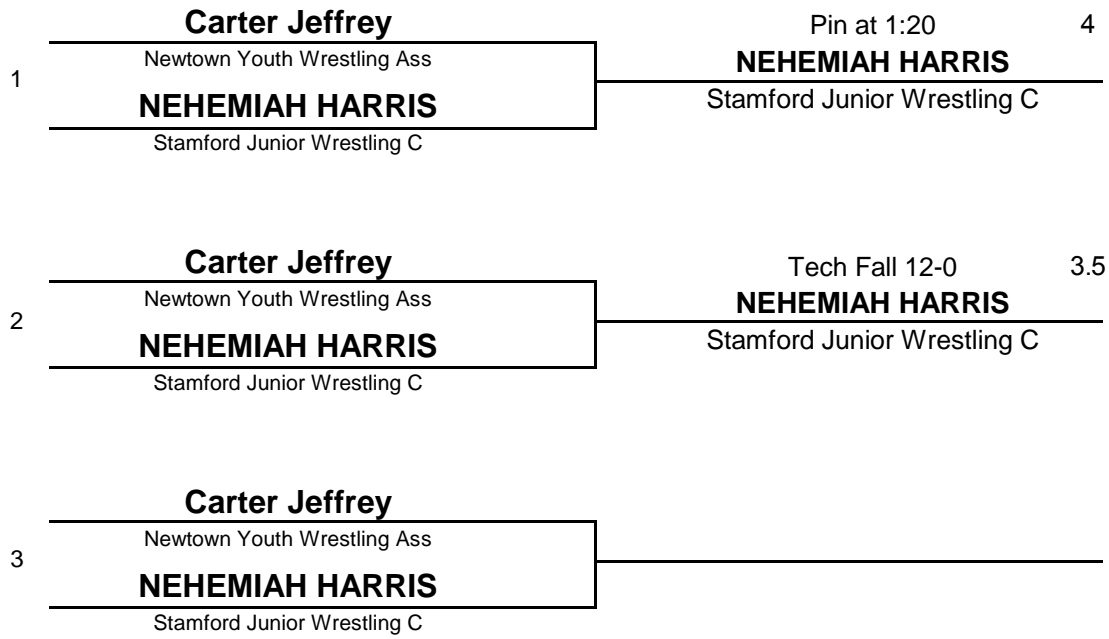 Carter Jeffrey
Pin at 1:20 4
Newtown Youth Wrestling Ass
NEHEMIAH HARRIS
1
NEHEMIAH HARRIS
Stamford Junior Wrestling C
Stamford Junior Wrestling C
Carter Jeffrey
Tech Fall 12-0 3.5
Newtown Youth Wrestling Ass
NEHEMIAH HARRIS
2
NEHEMIAH HARRIS
Stamford Junior Wrestling C
Stamford Junior Wrestling C
Carter Jeffrey
Newtown Youth Wrestling Ass
3
NEHEMIAH HARRIS
Stamford Junior Wrestling C